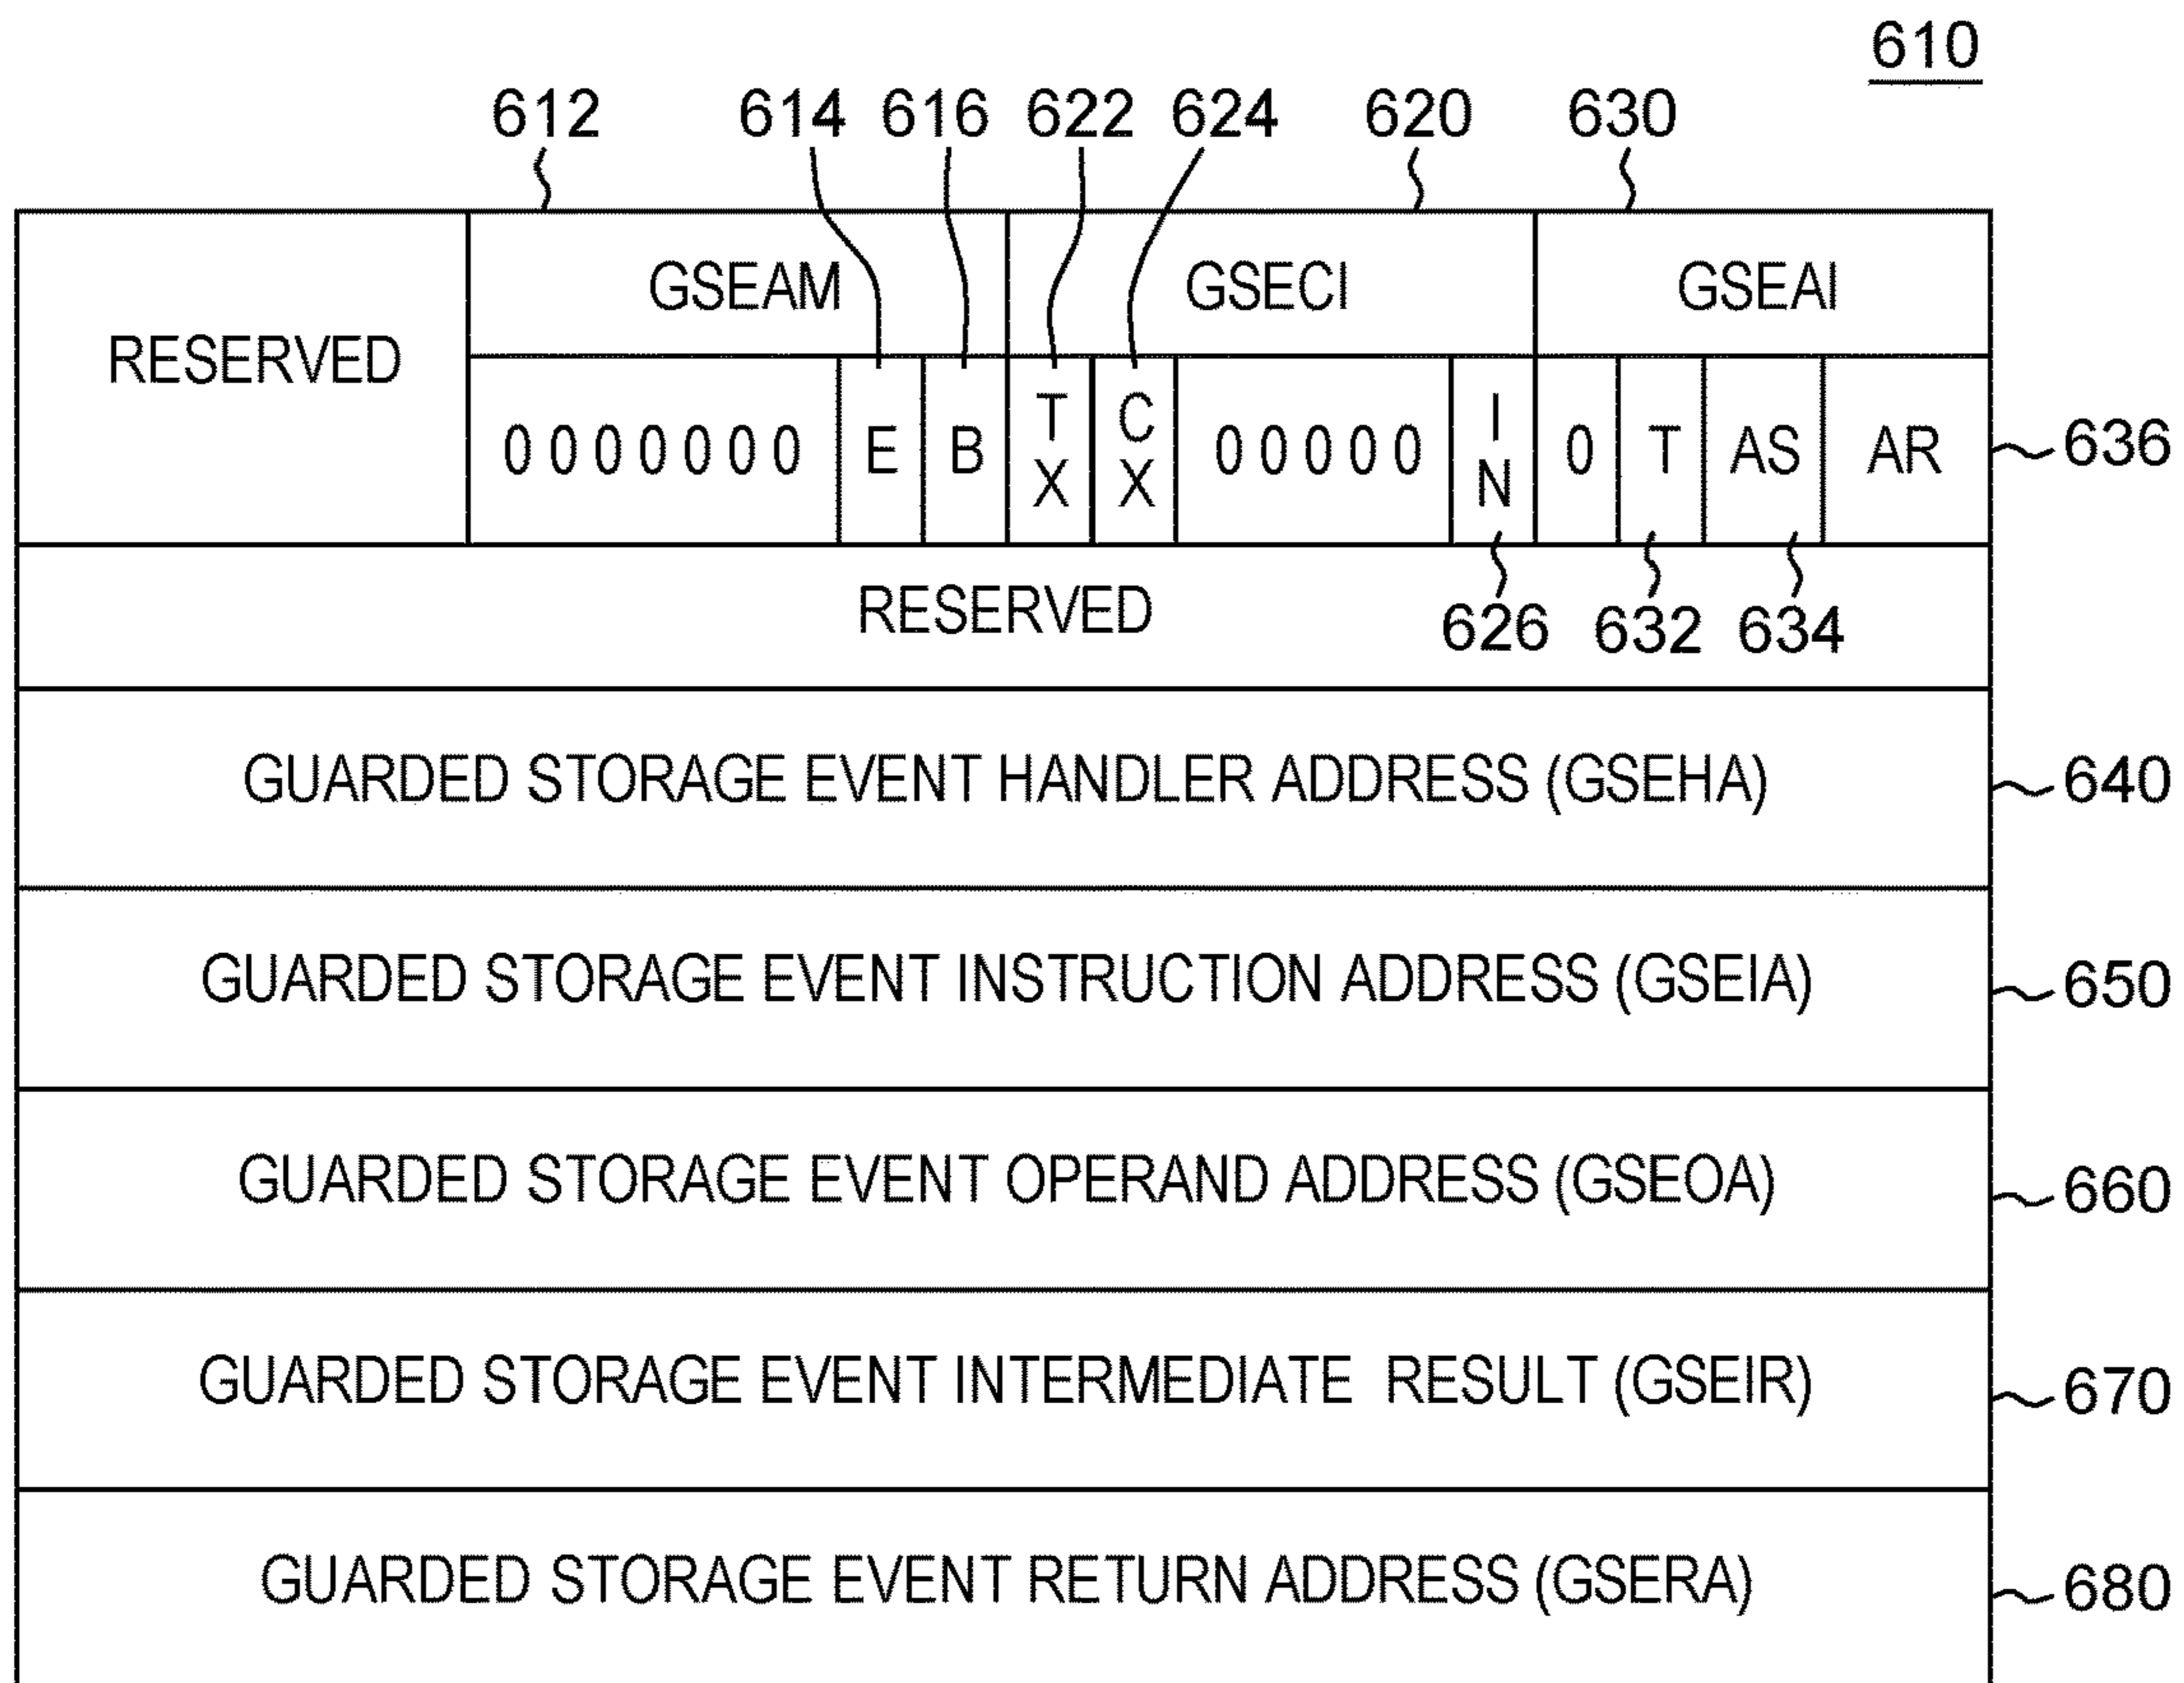 610
612 614 616 622 624 620 630
GSEAM GSECI GSEAI
RESERVED
0 0 0 0 0 0 0 E B TX CX 0 0 0 0 0 IN 0 T AS AR 636
RESERVED
626 632 634
GUARDED STORAGE EVENT HANDLER ADDRESS (GSEHA) 640
GUARDED STORAGE EVENT INSTRUCTION ADDRESS (GSEIA) 650
GUARDED STORAGE EVENT OPERAND ADDRESS (GSEOA) 660
GUARDED STORAGE EVENT INTERMEDIATE RESULT (GSEIR) 670
GUARDED STORAGE EVENT RETURN ADDRESS (GSERA) 680